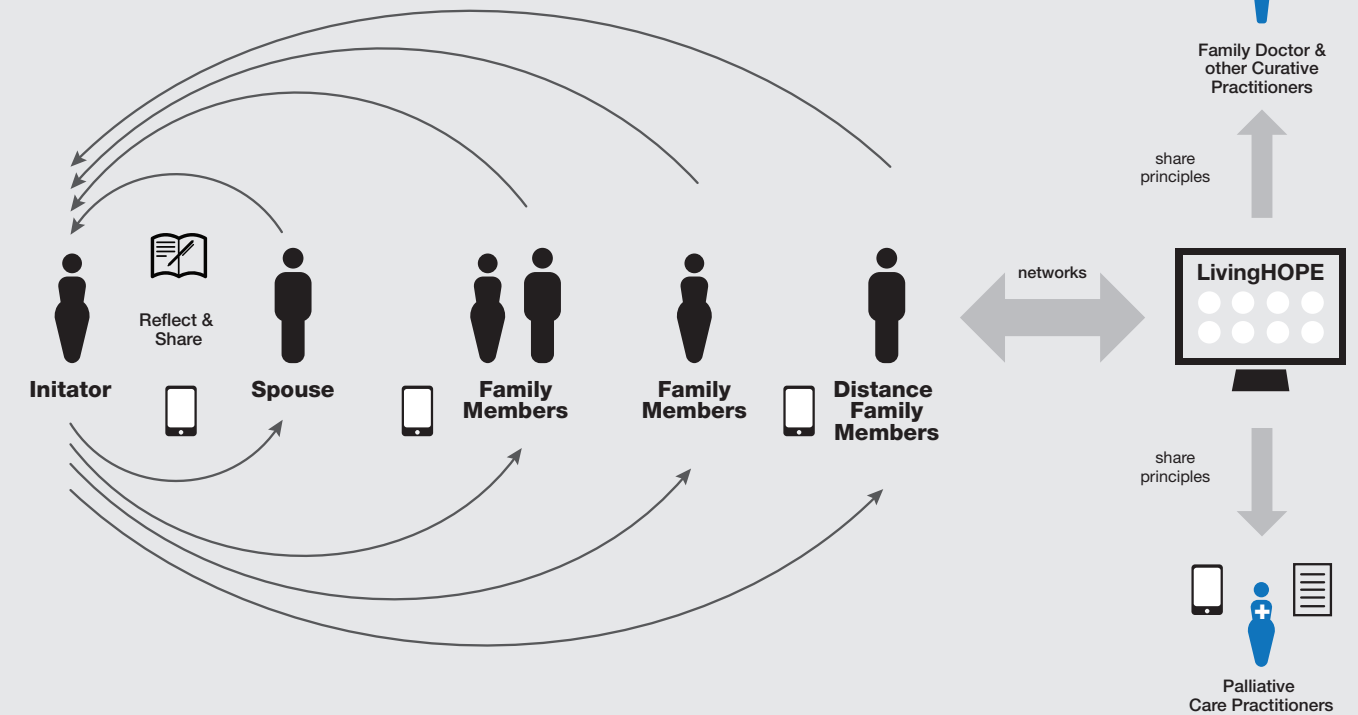 Family Doctor &
other Curative
Practitioners
share
principles
networks
LivingHOPE
Reflect &
Share
Initator
Spouse
Family
Members
Family
Members
Distance
Family
Members
share
principles
Palliative
Care Practitioners